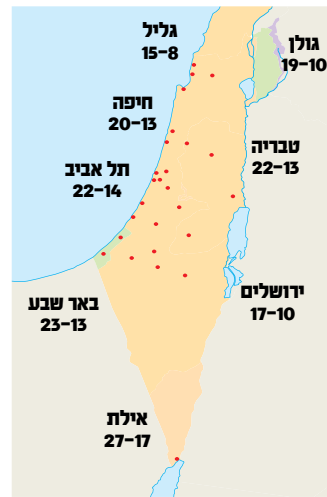 גליל
15-8
גולן
19-10
חיפה
20-13
טבריה
22-13
תל אביב
22-14
ירושלים
17-10
באר שבע
23-13
אילת
27-17